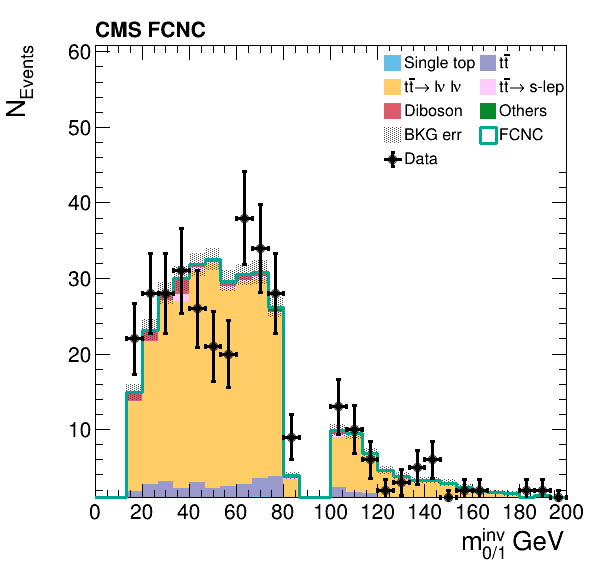 CMS FCNC
N_Events
60
50
40
30
20
10
Single top
tt̄
tt̄→ lν lν
tt̄→ s-lep
Diboson
Others
BKG err
FCNC
Data
0 20 40 60 80 100 120 140 160 180 200
m^inv_0/1 GeV